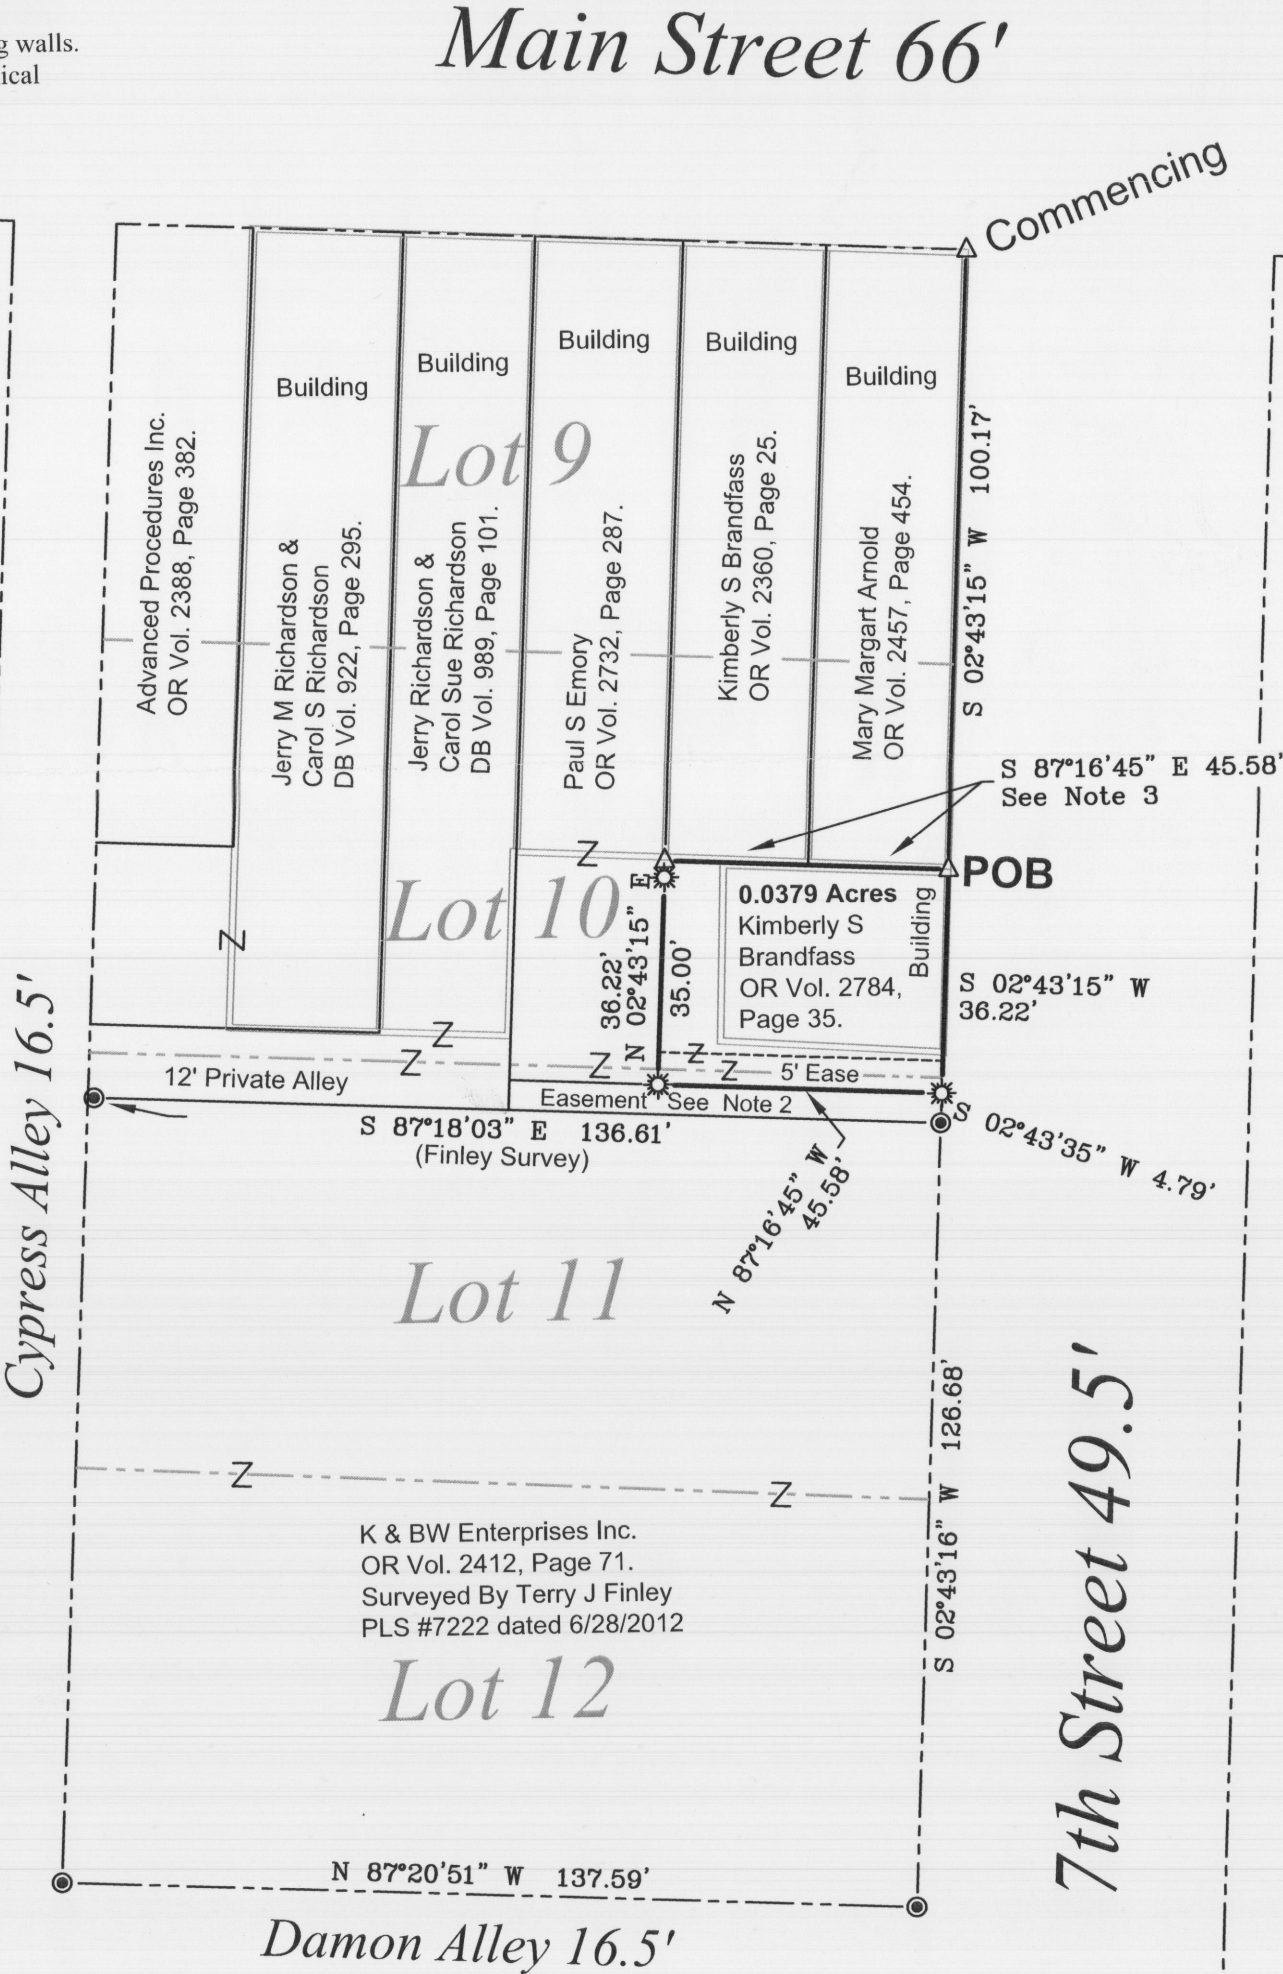 g walls.
ical
Main Street 66'
Commencing
Building
Building
Building
Building
Building
Lot 9
Advanced Procedures Inc.
OR Vol. 2388, Page 382.
Jerry M Richardson &
Carol S Richardson
DB Vol. 922, Page 295.
Jerry Richardson &
Carol Sue Richardson
DB Vol. 989, Page 101.
Paul S Emory
OR Vol. 2732, Page 287.
Kimberly S Brandfass
OR Vol. 2360, Page 25.
Mary Margart Arnold
OR Vol. 2457, Page 454.
S 02°43'15" W 100.17'
S 87°16'45" E 45.58'
See Note 3
POB
Z
Lot 10
Z
36.22'
N 02°43'15" E
35.00'
0.0379 Acres
Kimberly S
Brandfass
OR Vol. 2784,
Page 35.
Building
S 02°43'15" W
36.22'
Z
Z
Z
Z
Z
12' Private Alley
5' Ease
Easement See Note 2
S 87°18'03" E 136.61'
(Finley Survey)
S 02°43'35" W 4.79'
N 87°16'45" W
45.58'
Cypress Alley 16.5'
Lot 11
S 02°43'16" W 126.68'
7th Street 49.5'
Z
Z
K & BW Enterprises Inc.
OR Vol. 2412, Page 71.
Surveyed By Terry J Finley
PLS #7222 dated 6/28/2012
Lot 12
N 87°20'51" W 137.59'
Damon Alley 16.5'